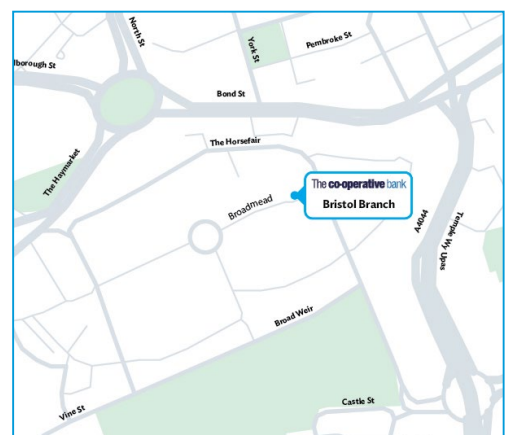 North St
York St
Pembroke St
lborough St
Bond St
The Horsefair
The Haymarket
The co-operative bank
Bristol Branch
Broadmead
A4044
Temple Wy Upas
Broad Weir
Castle St
Vine St